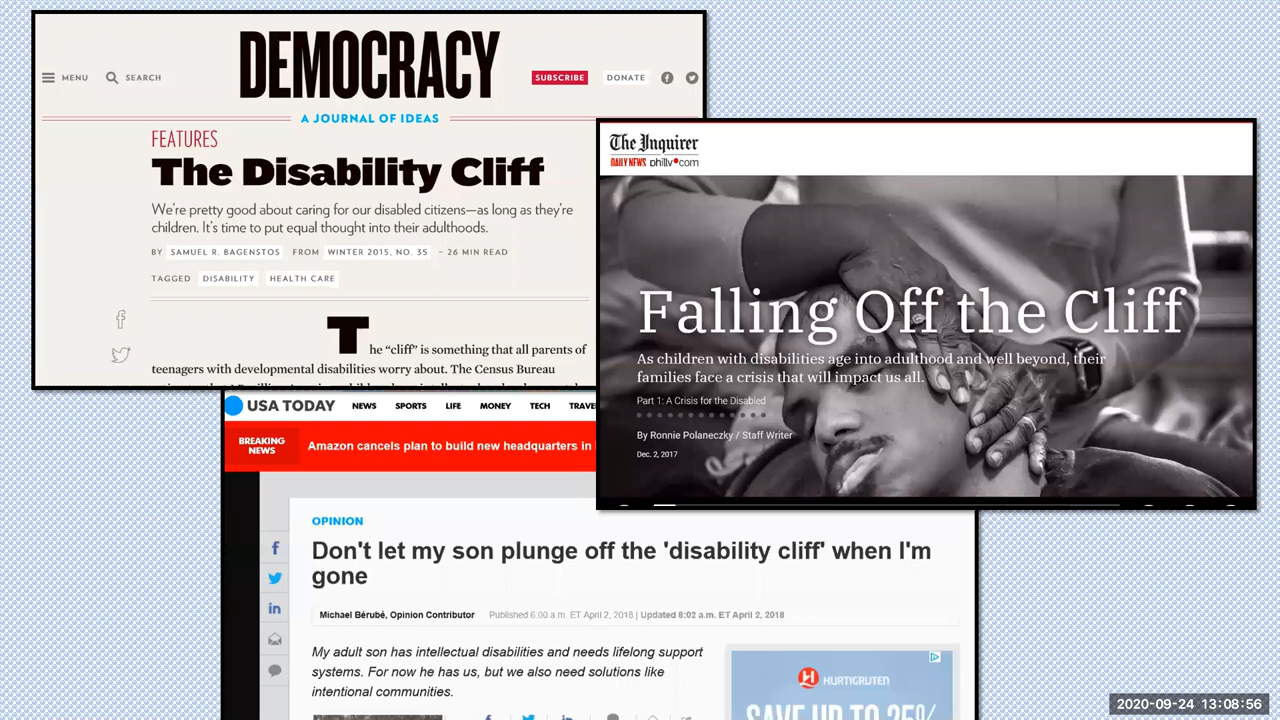 DEMOCRACY
MENU
SEARCH
SUBSCRIBE
DONATE
A JOURNAL OF IDEAS
FEATURES
The Disability Cliff
We're pretty good about caring for our disabled citizens—as long as they're
children. It's time to put equal thought into their adulthoods.
BY SAMUEL R. BAGENSTOS FROM WINTER 2015, NO. 35 – 26 MIN READ
TAGGED DISABILITY HEALTH CARE
The “cliff” is something that all parents of
teenagers with developmental disabilities worry about. The Census Bureau
The Inquirer
DAILY NEWS philly.com
Falling Off the Cliff
As children with disabilities age into adulthood and well beyond, their
families face a crisis that will impact us all.
Part 1: A Crisis for the Disabled
By Ronnie Polaneczky / Staff Writer
Dec. 2, 2017
USA TODAY NEWS SPORTS LIFE MONEY TECH
BREAKING
NEWS
Amazon cancels plan to build new headquarters in
OPINION
Don't let my son plunge off the 'disability cliff' when I'm
gone
Michael Bérubé, Opinion Contributor Published 6:00 a.m. ET April 2, 2018 | Updated 8:02 a.m. ET April 2, 2018
My adult son has intellectual disabilities and needs lifelong support
systems. For now he has us, but we also need solutions like
intentional communities.
HURTIGRUTEN
SAVE UP TO 25%
2020-09-24 13:08:56